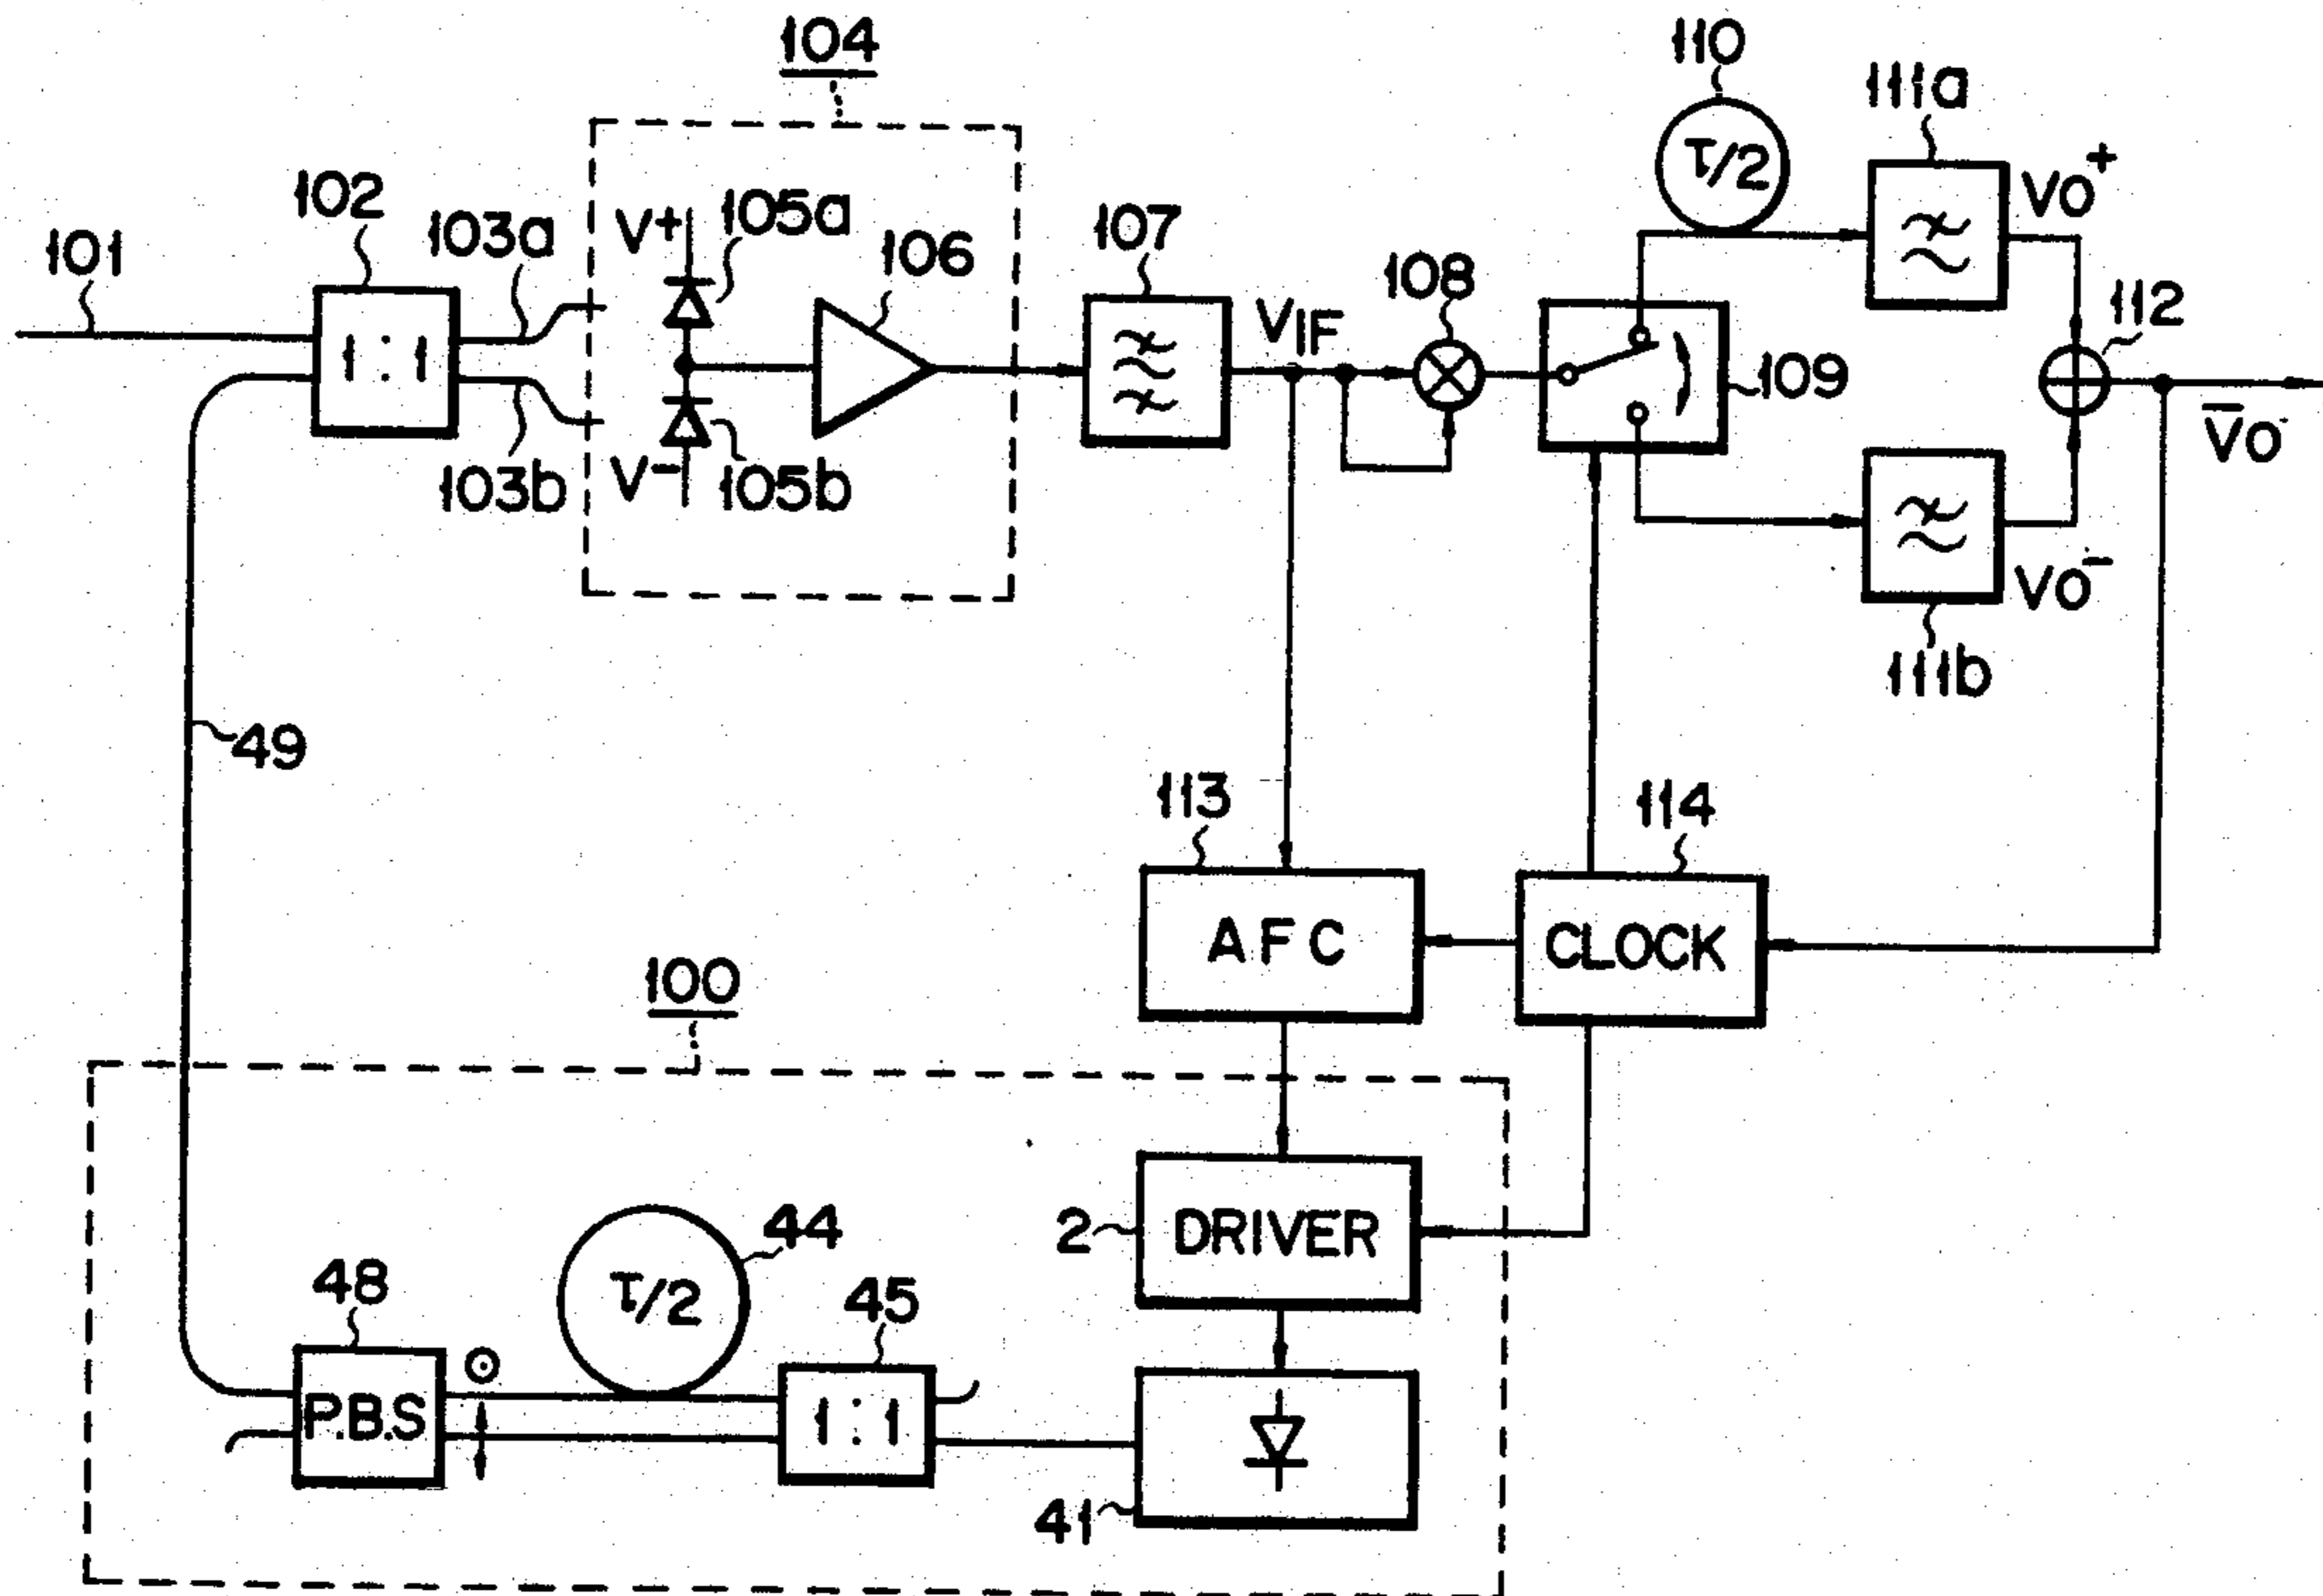 104
110
111a
T/2
VO+
102
103a
V+
105a
106
107
101
108
112
VIF
1:1
109
V̅O
103b
V-
105b
VO-
111b
49
113
114
AFC
CLOCK
100
2
DRIVER
44
48
T/2
45
P.B.S
1:1
41